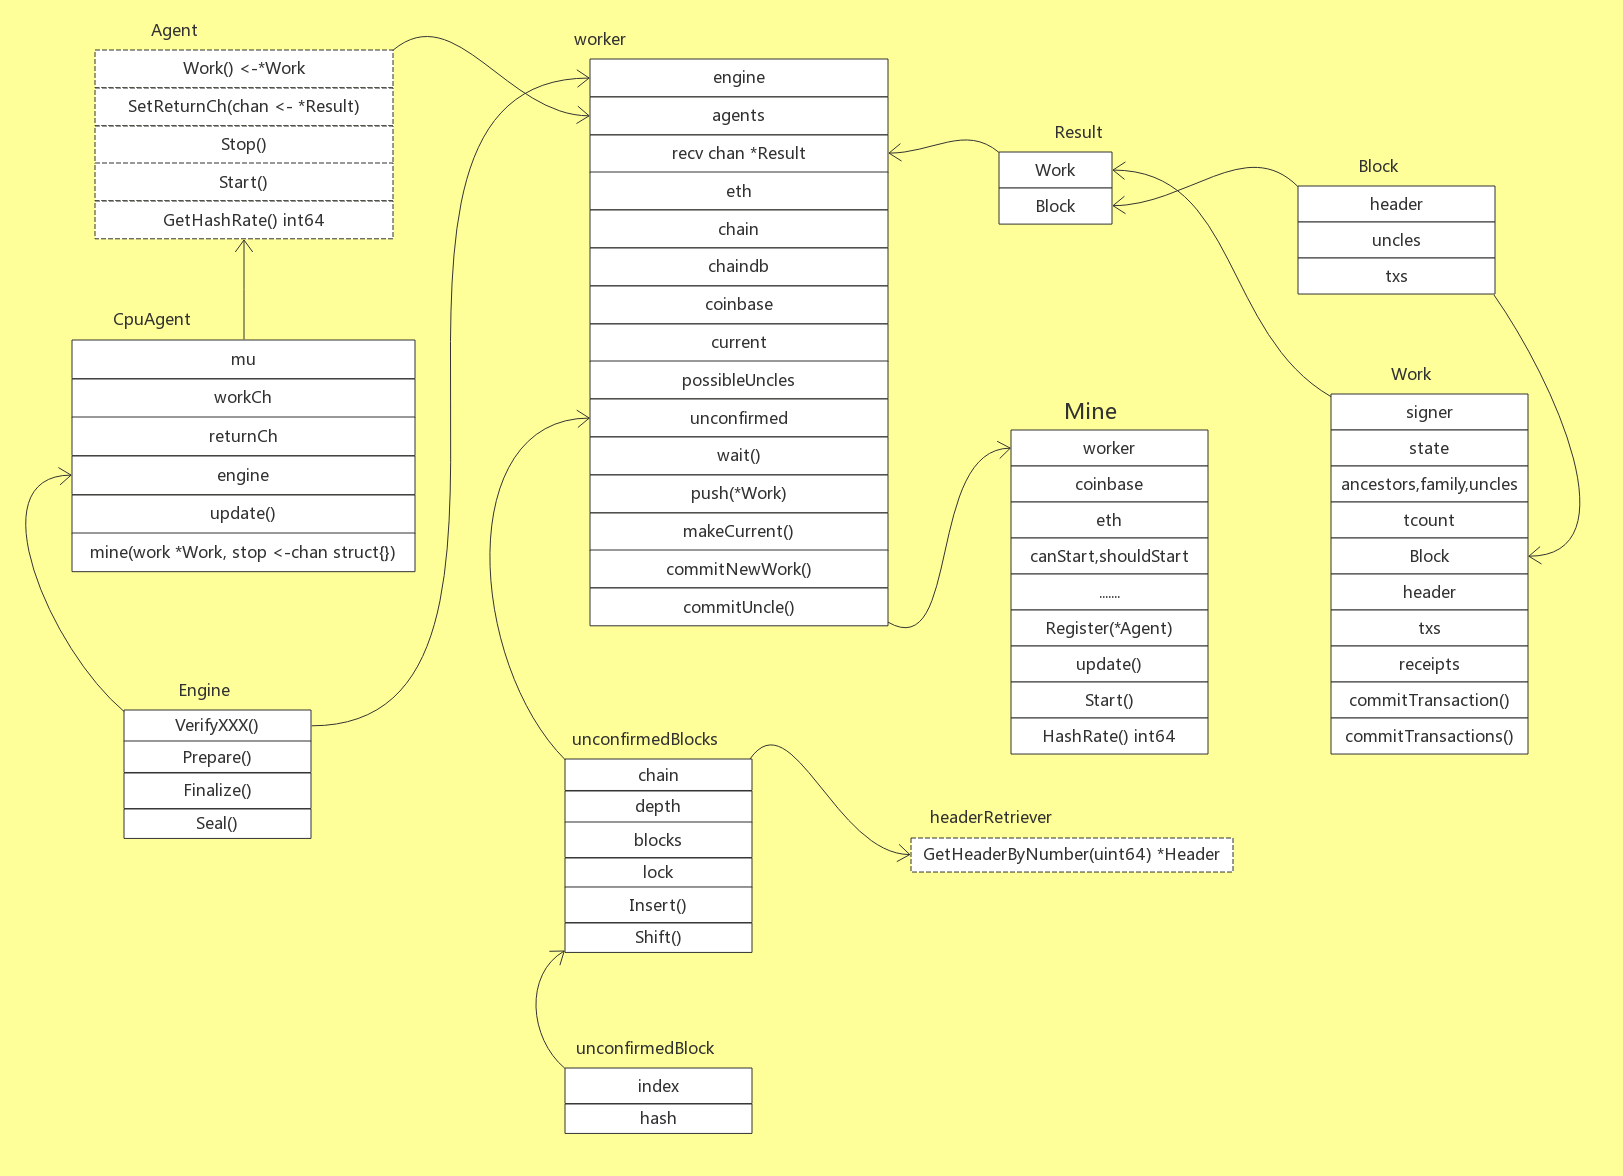 Agent
Work() <-*Work
SetReturnCh(chan <- *Result)
Stop()
Start()
GetHashRate() int64
CpuAgent
mu
workCh
returnCh
engine
update()
mine(work *Work, stop <-chan struct{})
Engine
VerifyXXX()
Prepare()
Finalize()
Seal()
worker
engine
agents
recv chan *Result
eth
chain
chaindb
coinbase
current
possibleUncles
unconfirmed
wait()
push(*Work)
makeCurrent()
commitNewWork()
commitUncle()
unconfirmedBlocks
chain
depth
blocks
lock
Insert()
Shift()
unconfirmedBlock
index
hash
Result
Work
Block
Mine
worker
coinbase
eth
canStart,shouldStart
.......
Register(*Agent)
update()
Start()
HashRate() int64
headerRetriever
GetHeaderByNumber(uint64) *Header
Block
header
uncles
txs
Work
signer
state
ancestors,family,uncles
tcount
Block
header
txs
receipts
commitTransaction()
commitTransactions()